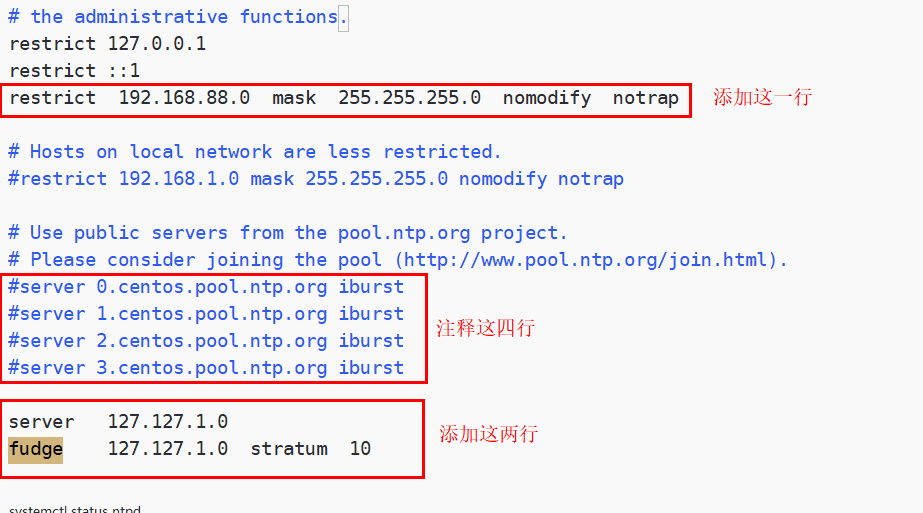 # the administrative functions.
restrict 127.0.0.1
restrict ::1
restrict  192.168.88.0  mask  255.255.255.0  nomodify  notrap
添加这一行
# Hosts on local network are less restricted.
#restrict 192.168.1.0 mask 255.255.255.0 nomodify notrap
# Use public servers from the pool.ntp.org project.
# Please consider joining the pool (http://www.pool.ntp.org/join.html).
#server 0.centos.pool.ntp.org iburst
#server 1.centos.pool.ntp.org iburst
#server 2.centos.pool.ntp.org iburst
#server 3.centos.pool.ntp.org iburst
注释这四行
server   127.127.1.0
fudge    127.127.1.0  stratum  10
添加这两行
systemctl status ntpd